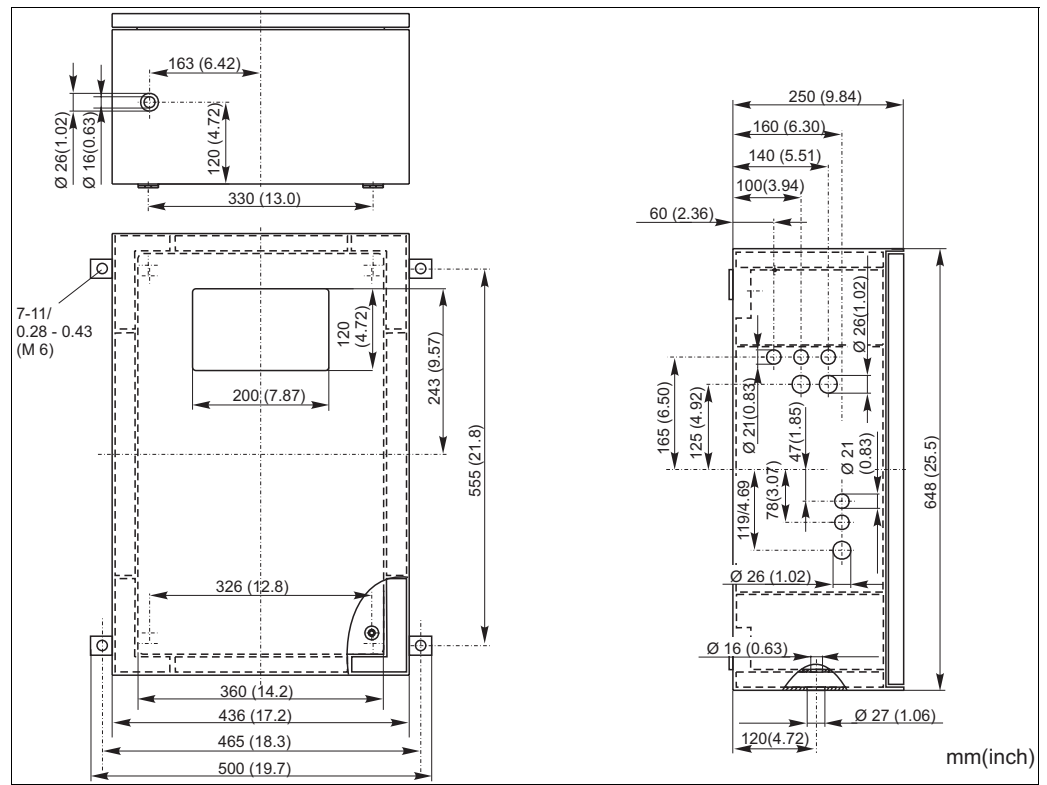 163 (6.42)
Ø 26(1.02)
Ø 16(0.63)
120 (4.72)
330 (13.0)
7-11/
0.28 - 0.43
(M 6)
120
(4.72)
200 (7.87)
243 (9.57)
555 (21.8)
326 (12.8)
360 (14.2)
436 (17.2)
465 (18.3)
500 (19.7)
250 (9.84)
160 (6.30)
140 (5.51)
100(3.94)
60 (2.36)
Ø 26(1.02)
165 (6.50)
125 (4.92)
Ø 21(0.83)
47(1.85)
Ø 21
(0.83)
119/4.69
78(3.07)
648 (25.5)
Ø 26 (1.02)
Ø 16 (0.63)
Ø 27 (1.06)
120(4.72)
mm(inch)